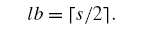 lb = ⌈s/2⌉.